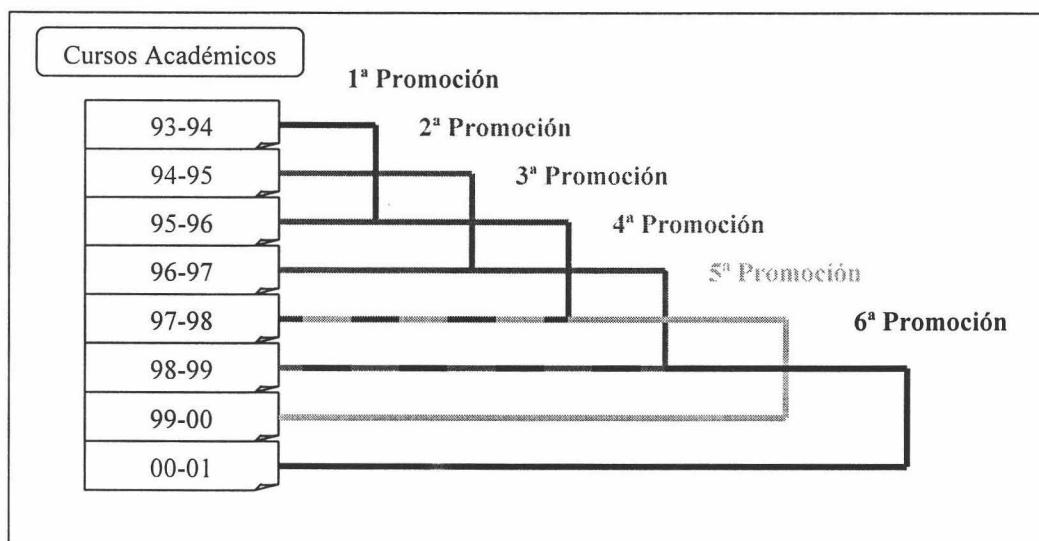 Cursos Académicos
1ª Promoción
93-94
2ª Promoción
94-95
3ª Promoción
95-96
4ª Promoción
96-97
5ª Promoción
97-98
6ª Promoción
98-99
99-00
00-01